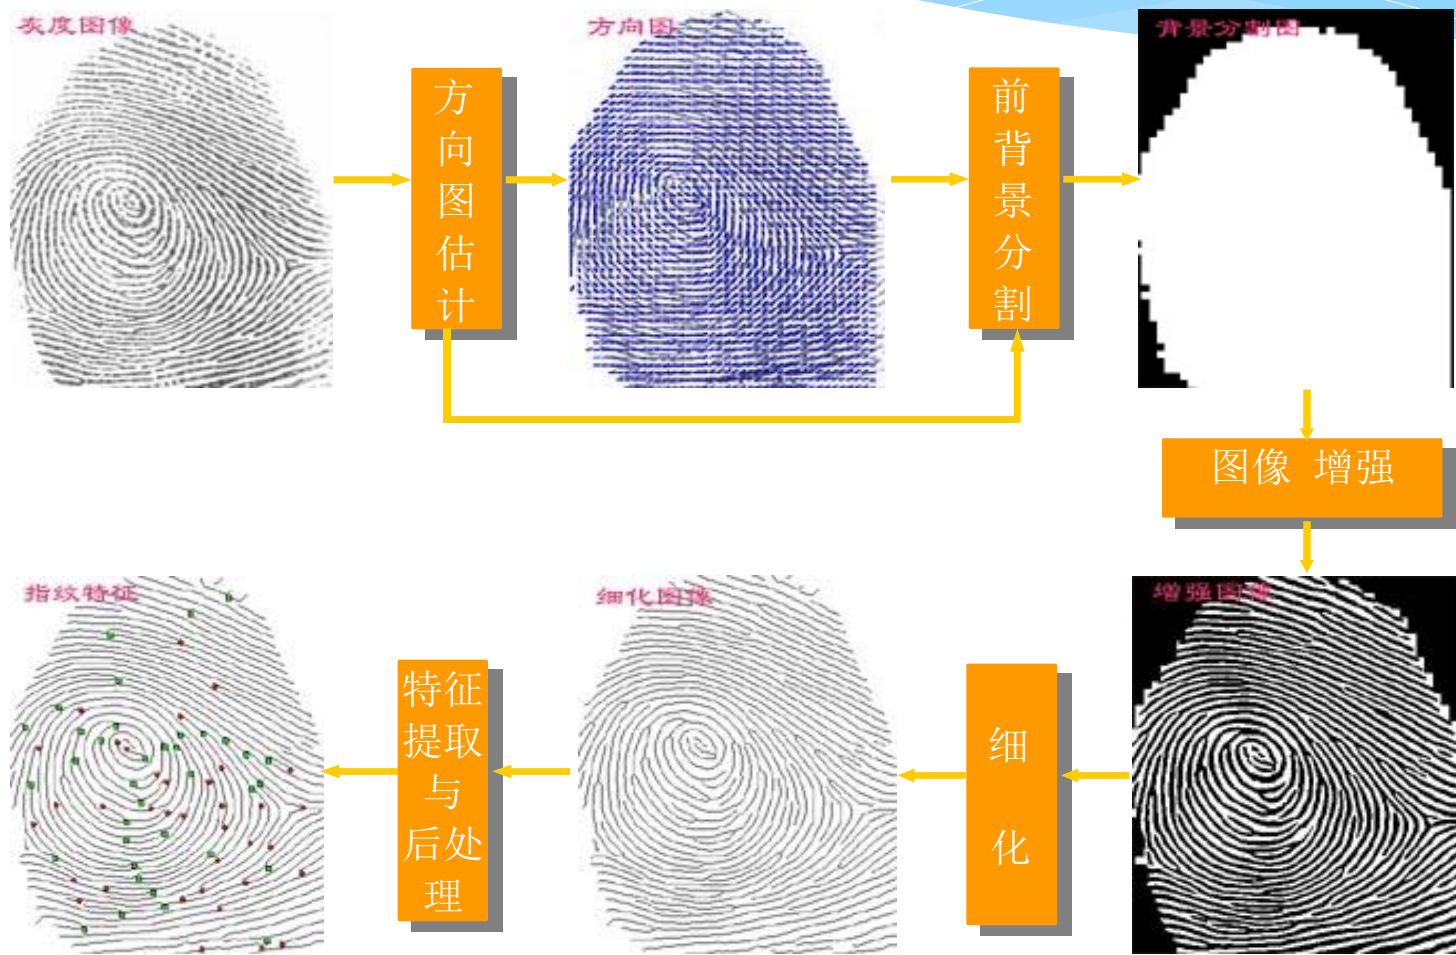 灰度图像
方向图估计
方向图
前背景分割
背景分割图
图像 增强
增强图像
细化
细化图像
特征
提取
与
后处
理
指纹特征